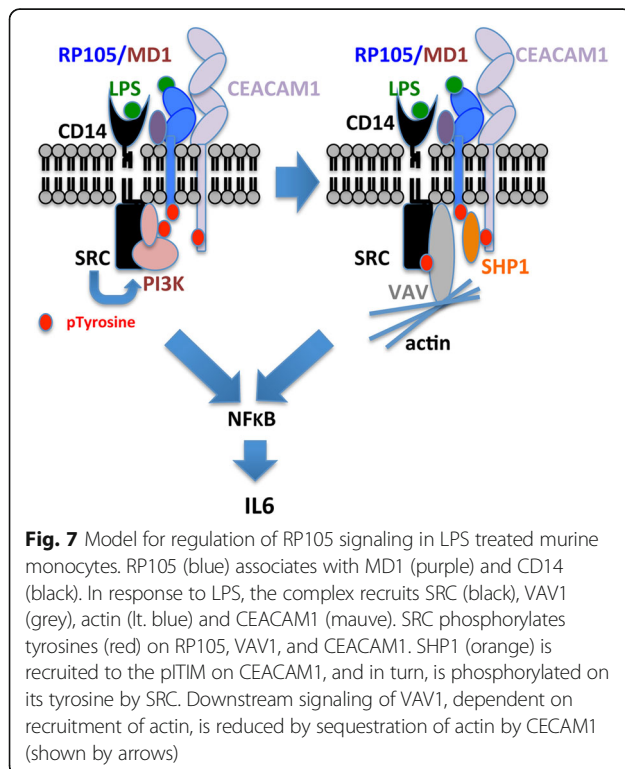 RP105/MD1
LPS
CEACAM1
CD14
SRC
PI3K
pTyrosine
RP105/MD1
LPS
CEACAM1
CD14
SRC
SHP1
VAV
actin
NFκB
IL6
Fig. 7 Model for regulation of RP105 signaling in LPS treated murine
monocytes. RP105 (blue) associates with MD1 (purple) and CD14
(black). In response to LPS, the complex recruits SRC (black), VAV1
(grey), actin (lt. blue) and CEACAM1 (mauve). SRC phosphorylates
tyrosines (red) on RP105, VAV1, and CEACAM1. SHP1 (orange) is
recruited to the pITIM on CEACAM1, and in turn, is phosphorylated on
its tyrosine by SRC. Downstream signaling of VAV1, dependent on
recruitment of actin, is reduced by sequestration of actin by CECAM1
(shown by arrows)